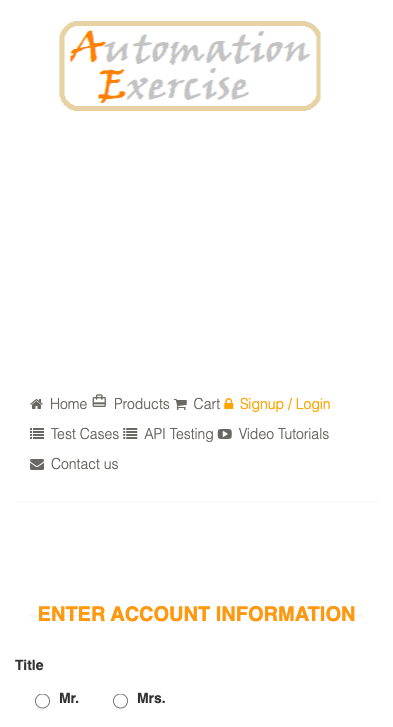 Automation
Exercise
Home Products Cart Signup / Login
Test Cases API Testing Video Tutorials
Contact us
ENTER ACCOUNT INFORMATION
Title
Mr. Mrs.